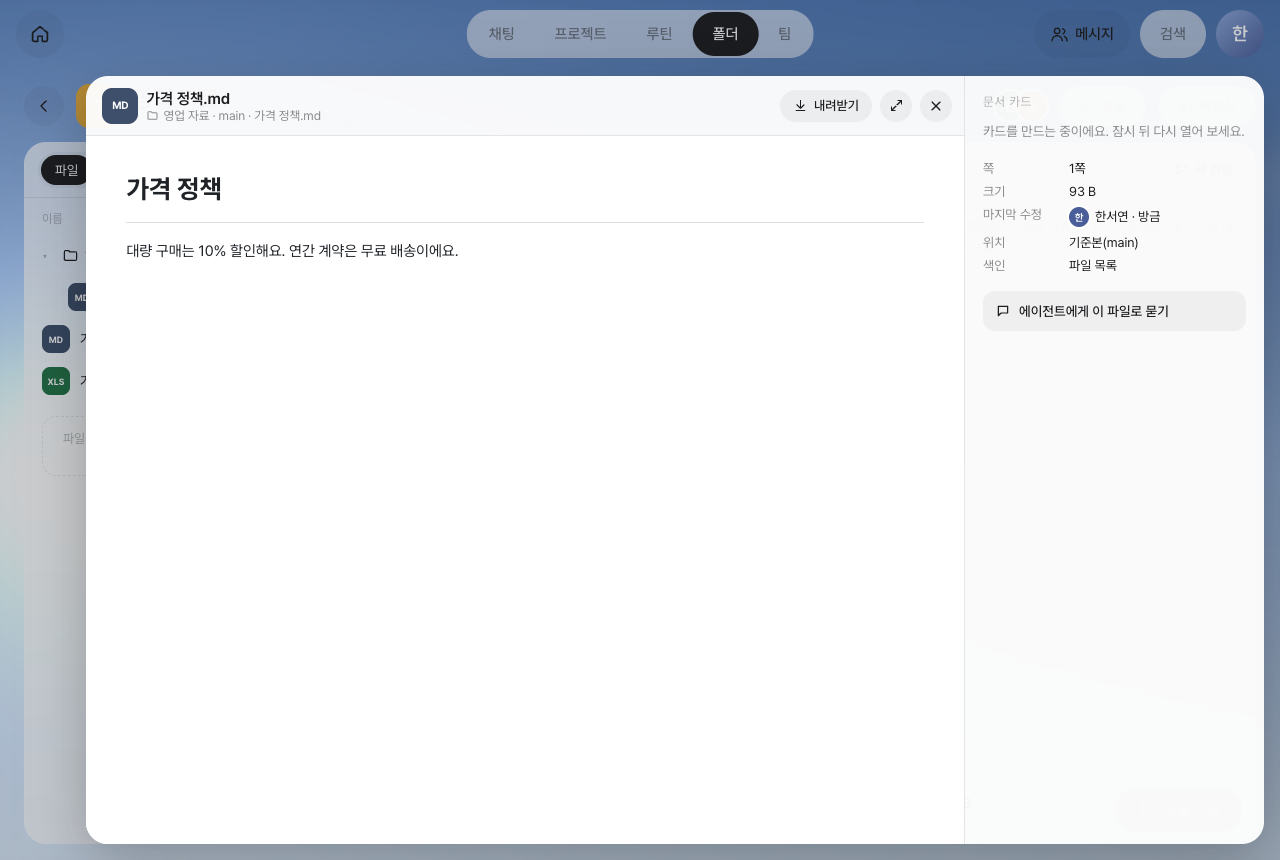 채팅
프로젝트
루틴
폴더
팀
메시지
검색
한
MD
가격 정책.md
영업 자료 · main · 가격 정책.md
내려받기
파일
이름
MD
XLS
파일
가격 정책
대량 구매는 10% 할인해요. 연간 계약은 무료 배송이에요.
문서 카드
카드를 만드는 중이에요. 잠시 뒤 다시 열어 보세요.
쪽 1쪽
크기 93 B
마지막 수정 한 한서연 · 방금
위치 기준본(main)
색인 파일 목록
에이전트에게 이 파일로 묻기